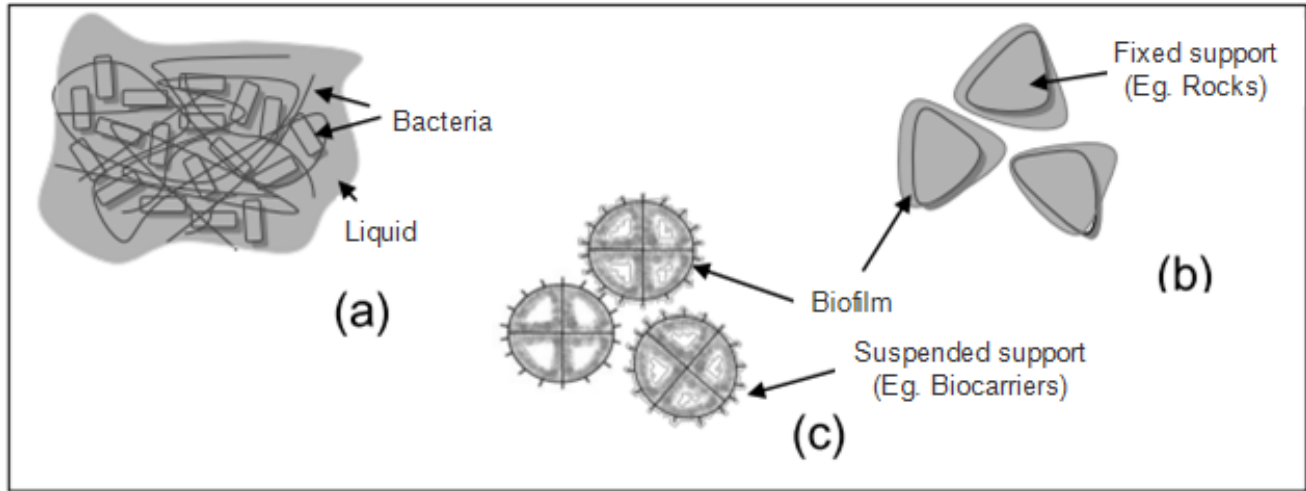 Bacteria
Liquid
(a)
Fixed support
(Eg. Rocks)
(b)
Biofilm
Suspended support
(Eg. Biocarriers)
(c)